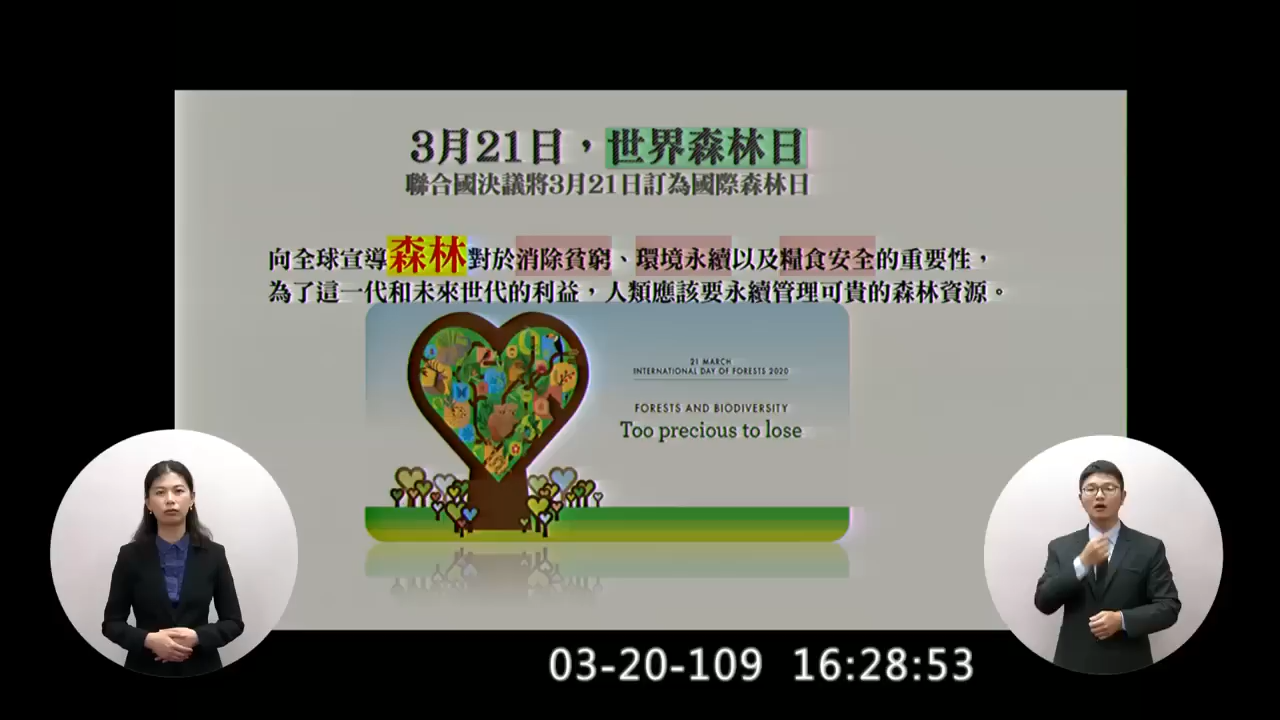 3月21日，世界森林日
聯合國決議將3月21日訂為國際森林日
向全球宣導森林對於消除貧窮、環境永續以及糧食安全的重要性，
為了這一代和未來世代的利益，人類應該要永續管理可貴的森林資源。
21 MARCH
INTERNATIONAL DAY OF FORESTS 2020
FORESTS AND BIODIVERSITY
Too precious to lose
03-20-109 16:28:53